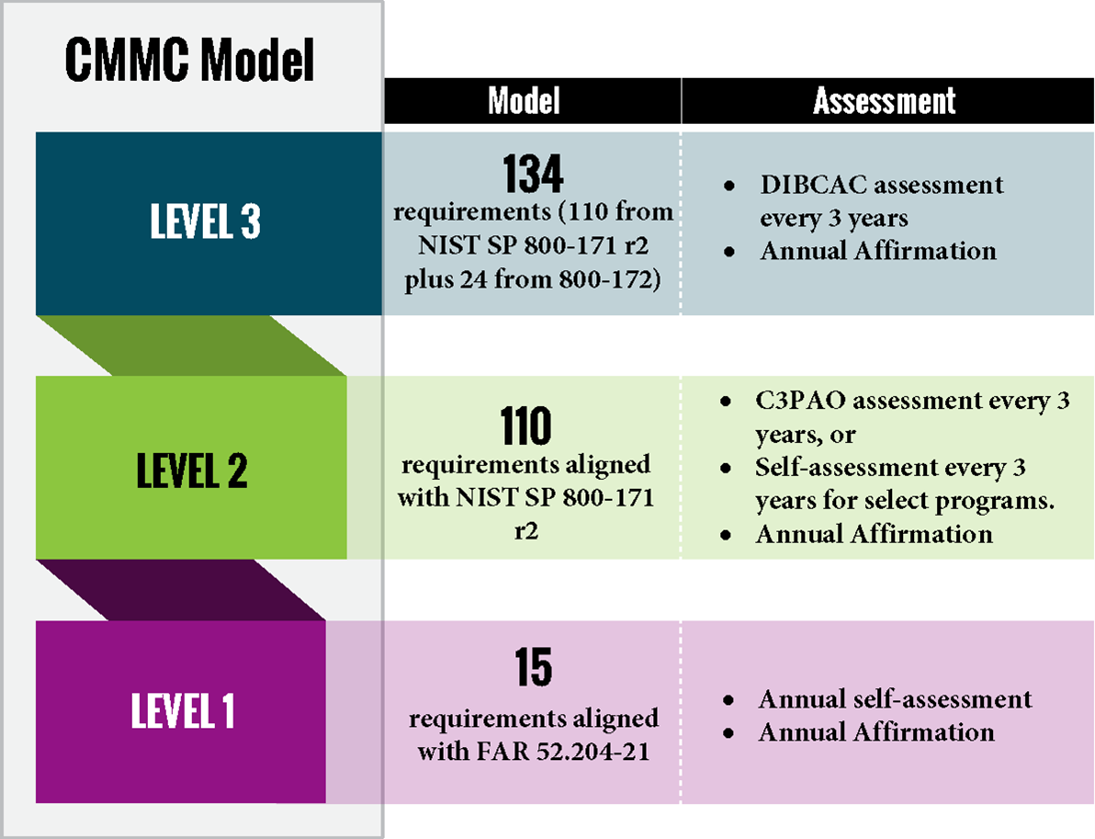 CMMC Model
Model
Assessment
LEVEL 3
134
requirements (110 from
NIST SP 800-171 r2
plus 24 from 800-172)
• DIBCAC assessment
every 3 years
• Annual Affirmation
LEVEL 2
110
requirements aligned
with NIST SP 800-171
r2
• C3PAO assessment every 3
years, or
• Self-assessment every 3
years for select programs.
• Annual Affirmation
LEVEL 1
15
requirements aligned
with FAR 52.204-21
• Annual self-assessment
• Annual Affirmation